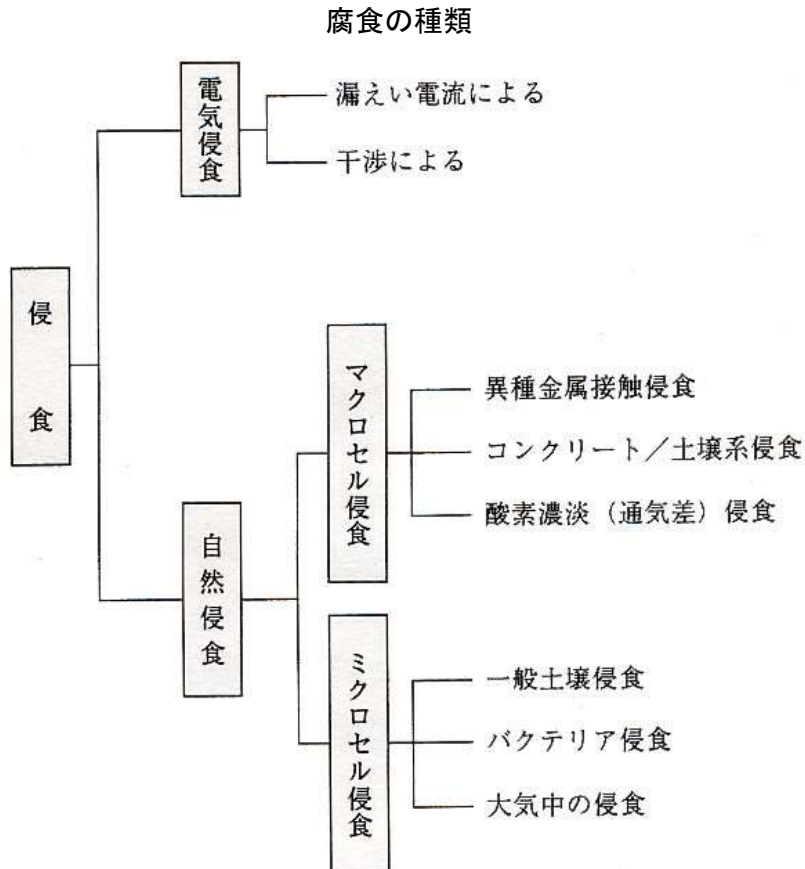 腐食の種類
電気侵食
漏えい電流による
干渉による
侵食
マクロセル侵食
異種金属接触侵食
コンクリート／土壌系侵食
酸素濃淡（通気差）侵食
自然侵食
ミクロセル侵食
一般土壌侵食
バクテリア侵食
大気中の侵食